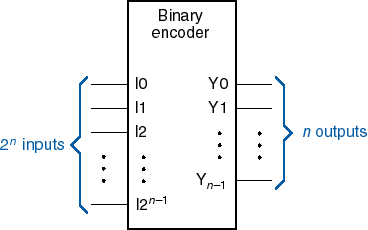 Binary
encoder
I0 Y0
I1 Y1
I2
2ⁿ inputs n outputs
Yₙ₋₁
I2ⁿ⁻¹